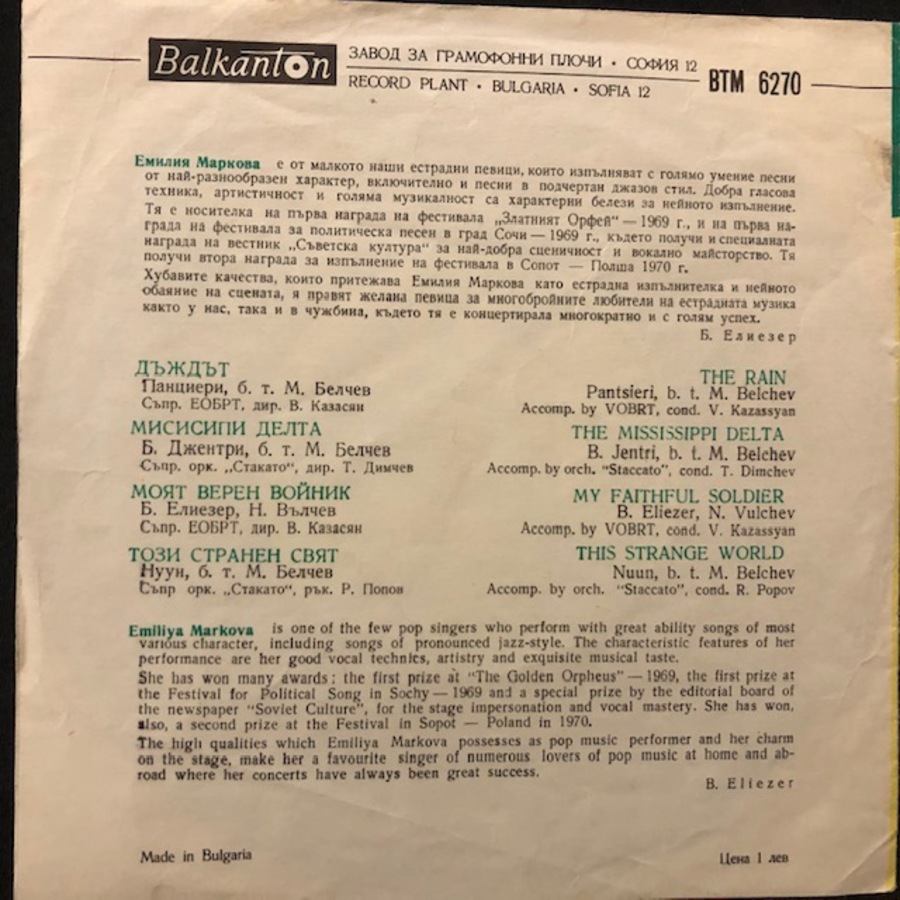 Balkanton
ЗАВОД ЗА ГРАМОФОННИ ПЛОЧИ • СОФИЯ 12
RECORD PLANT • BULGARIA • SOFIA 12
ВТМ 6270
Емилия Маркова е от малкото наши естрадни певици, които изпълняват с голямо умение песни
от най-разнообразен характер, включително и песни в подчертан джазов стил. Добра гласова
техника, артистичност и голяма музикалност са характерни белези за нейното изпълнение.
Тя е носителка на първа награда на фестивала „Златният Орфей“ — 1969 г., и на първа на-
града на фестивала за политическа песен в град Сочи — 1969 г., където получи и специалната
награда на вестник „Съветска култура“ за най-добра сценичност и вокално майсторство. Тя
получи втора награда за изпълнение на фестивала в Сопот — Полша 1970 г.
Хубавите качества, които притежава Емилия Маркова като естрадна изпълнителка и нейното
обаяние на сцената, я правят желана певица за многобройните любители на естрадната музика
както у нас, така и в чужбина, където тя е концертирала многократно и с голям успех.
Б. Елиезер
ДЪЖДЪТ
Панциери, б. т. М. Белчев
Съпр. ЕОБРТ, дир. В. Казасян
МИСИСИПИ ДЕЛТА
Б. Джентри, б. т. М. Белчев
Съпр. орк. „Стакато“, дир. Т. Димчев
МОЯТ ВЕРЕН ВОЙНИК
Б. Елиезер, Н. Вълчев
Съпр. ЕОБРТ, дир. В. Казасян
ТОЗИ СТРАНЕН СВЯТ
Нуун, б. т. М. Белчев
Съпр орк. „Стакато“, рък. Р. Попов
THE RAIN
Pantsieri, b. t. M. Belchev
Accomp. by VOBRT, cond. V. Kazassyan
THE MISSISSIPPI DELTA
B. Jentri, b. t. M. Belchev
Accomp. by orch. “Staccato”, cond. T. Dimchev
MY FAITHFUL SOLDIER
B. Eliezer, N. Vulchev
Accomp. by VOBRT, cond. V. Kazassyan
THIS STRANGE WORLD
Nuun, b. t. M. Belchev
Accomp. by orch. “Staccato”, cond. R. Popov
Emiliya Markova is one of the few pop singers who perform with great ability songs of most
various character, including songs of pronounced jazz-style. The characteristic features of her
performance are her good vocal technics, artistry and exquisite musical taste.
She has won many awards: the first prize at “The Golden Orpheus” — 1969, the first prize at
the Festival for Political Song in Sochy — 1969 and a special prize by the editorial board of
the newspaper “Soviet Culture”, for the stage impersonation and vocal mastery. She has won,
also, a second prize at the Festival in Sopot — Poland in 1970.
The high qualities which Emiliya Markova possesses as pop music performer and her charm
on the stage, make her a favourite singer of numerous lovers of pop music at home and ab-
road where her concerts have always been great success.
B. Eliezer
Made in Bulgaria
Цена 1 лев